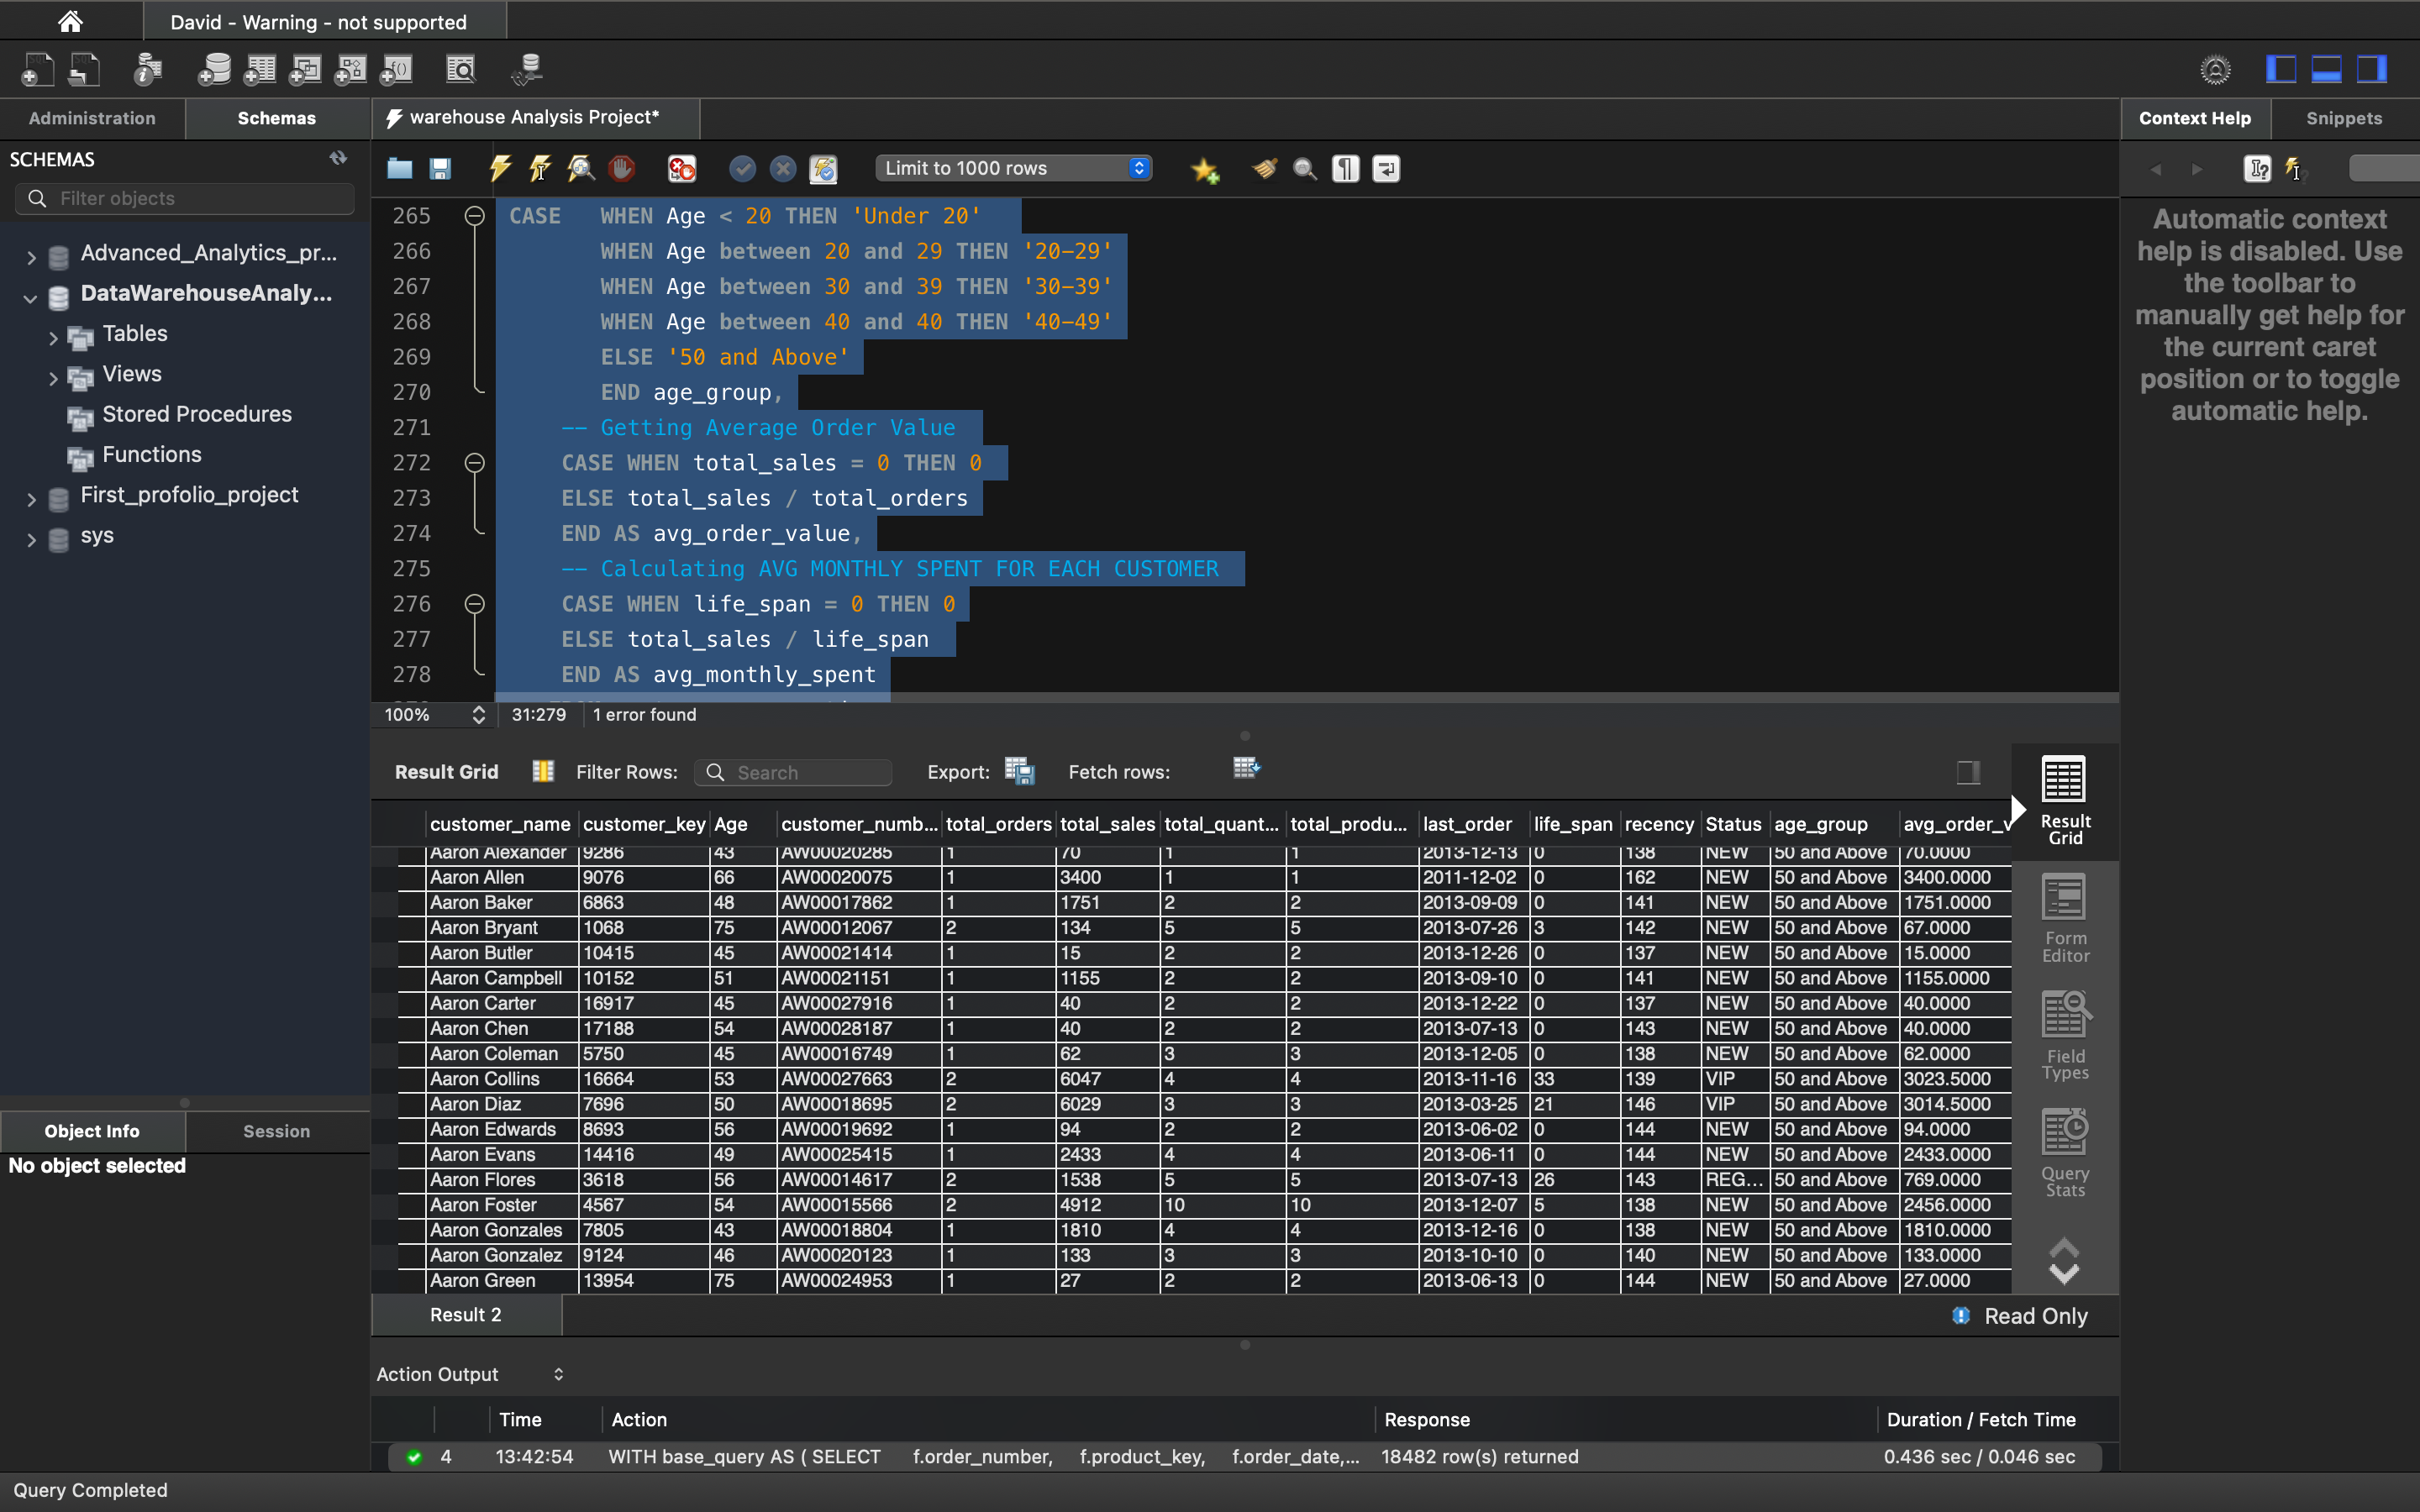 David - Warning - not supported
Administration
Schemas
warehouse Analysis Project*
Context Help
Snippets
SCHEMAS
Filter objects
Limit to 1000 rows
Advanced_Analytics_pr...
DataWarehouseAnaly...
Tables
Views
Stored Procedures
Functions
First_profolio_project
sys
265 CASE WHEN Age < 20 THEN 'Under 20'
266 WHEN Age between 20 and 29 THEN '20-29'
267 WHEN Age between 30 and 39 THEN '30-39'
268 WHEN Age between 40 and 40 THEN '40-49'
269 ELSE '50 and Above'
270 END age_group,
271 -- Getting Average Order Value
272 CASE WHEN total_sales = 0 THEN 0
273 ELSE total_sales / total_orders
274 END AS avg_order_value,
275 -- Calculating AVG MONTHLY SPENT FOR EACH CUSTOMER
276 CASE WHEN life_span = 0 THEN 0
277 ELSE total_sales / life_span
278 END AS avg_monthly_spent
Automatic context
help is disabled. Use
the toolbar to
manually get help for
the current caret
position or to toggle
automatic help.
100% 31:279 1 error found
Result Grid Filter Rows: Search Export: Fetch rows:
customer_name customer_key Age customer_numb... total_orders total_sales total_quant... total_produ... last_order life_span recency Status age_group avg_order_v
Aaron Alexander 9286 43 AW00020285 1 70 1 1 2013-12-13 0 138 NEW 50 and Above 70.0000
Aaron Allen 9076 66 AW00020075 1 3400 1 1 2011-12-02 0 162 NEW 50 and Above 3400.0000
Aaron Baker 6863 48 AW00017862 1 1751 2 2 2013-09-09 0 141 NEW 50 and Above 1751.0000
Aaron Bryant 1068 75 AW00012067 2 134 5 5 2013-07-26 3 142 NEW 50 and Above 67.0000
Aaron Butler 10415 45 AW00021414 1 15 2 2 2013-12-26 0 137 NEW 50 and Above 15.0000
Aaron Campbell 10152 51 AW00021151 1 1155 2 2 2013-09-10 0 141 NEW 50 and Above 1155.0000
Aaron Carter 16917 45 AW00027916 1 40 2 2 2013-12-22 0 137 NEW 50 and Above 40.0000
Aaron Chen 17188 54 AW00028187 1 40 2 2 2013-07-13 0 143 NEW 50 and Above 40.0000
Aaron Coleman 5750 45 AW00016749 1 62 3 3 2013-12-05 0 138 NEW 50 and Above 62.0000
Aaron Collins 16664 53 AW00027663 2 6047 4 4 2013-11-16 33 139 VIP 50 and Above 3023.5000
Aaron Diaz 7696 50 AW00018695 2 6029 3 3 2013-03-25 21 146 VIP 50 and Above 3014.5000
Aaron Edwards 8693 56 AW00019692 1 94 2 2 2013-06-02 0 144 NEW 50 and Above 94.0000
Aaron Evans 14416 49 AW00025415 1 2433 4 4 2013-06-11 0 144 NEW 50 and Above 2433.0000
Aaron Flores 3618 56 AW00014617 2 1538 5 5 2013-07-13 26 143 REG... 50 and Above 769.0000
Aaron Foster 4567 54 AW00015566 2 4912 10 10 2013-12-07 5 138 NEW 50 and Above 2456.0000
Aaron Gonzales 7805 43 AW00018804 1 1810 4 4 2013-12-16 0 138 NEW 50 and Above 1810.0000
Aaron Gonzalez 9124 46 AW00020123 1 133 3 3 2013-10-10 0 140 NEW 50 and Above 133.0000
Aaron Green 13954 75 AW00024953 1 27 2 2 2013-06-13 0 144 NEW 50 and Above 27.0000
Result
Grid
Form
Editor
Field
Types
Query
Stats
Object Info
Session
No object selected
Result 2
Read Only
Action Output
Time Action Response Duration / Fetch Time
4 13:42:54 WITH base_query AS ( SELECT f.order_number, f.product_key, f.order_date,... 18482 row(s) returned 0.436 sec / 0.046 sec
Query Completed